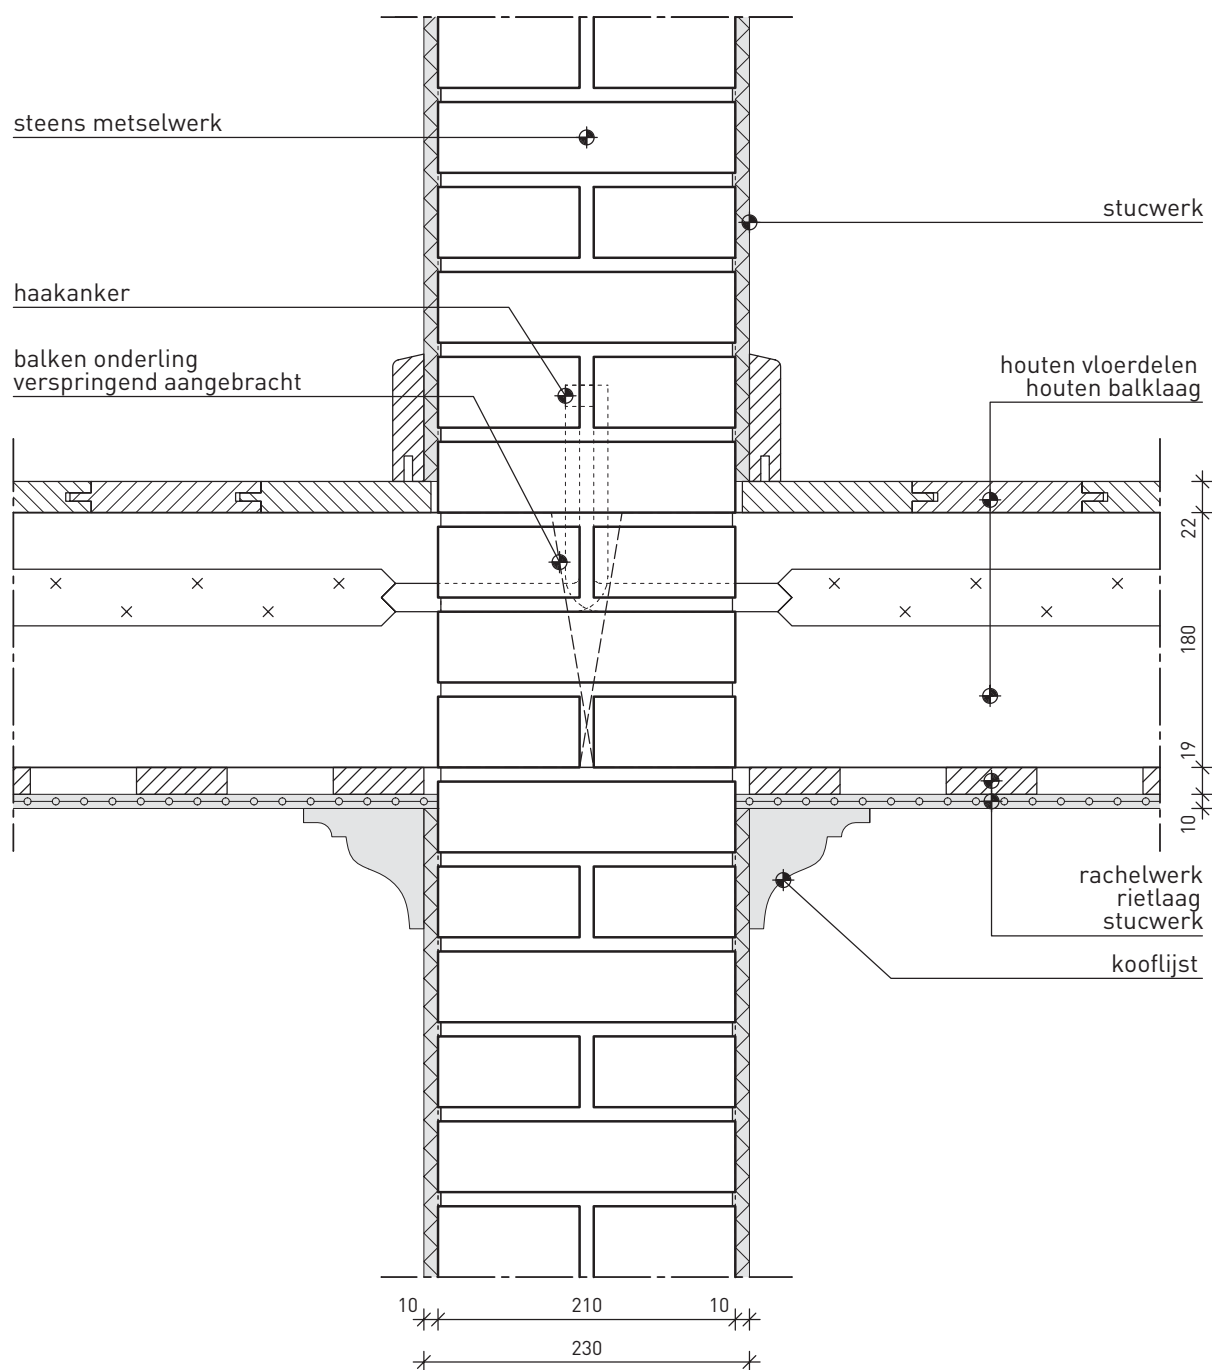 steens metselwerk
stucwerk
haakanker
balken onderling
verspringend aangebracht
houten vloerdelen
houten balklaag
22
180
19
10
rachelwerk
rietlaag
stucwerk
kooflijst
10 210 10
230